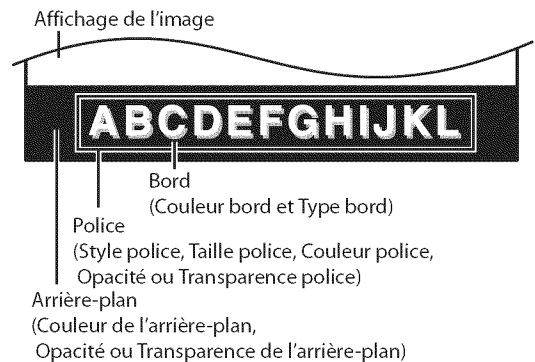 Affichage de l'image
ABCDEFGHIJKL
Bord
(Couleur bord et Type bord)
Police
(Style police, Taille police, Couleur police,
Opacité ou Transparence police)
Arrière-plan
(Couleur de l'arrière-plan,
Opacité ou Transparence de l'arrière-plan)